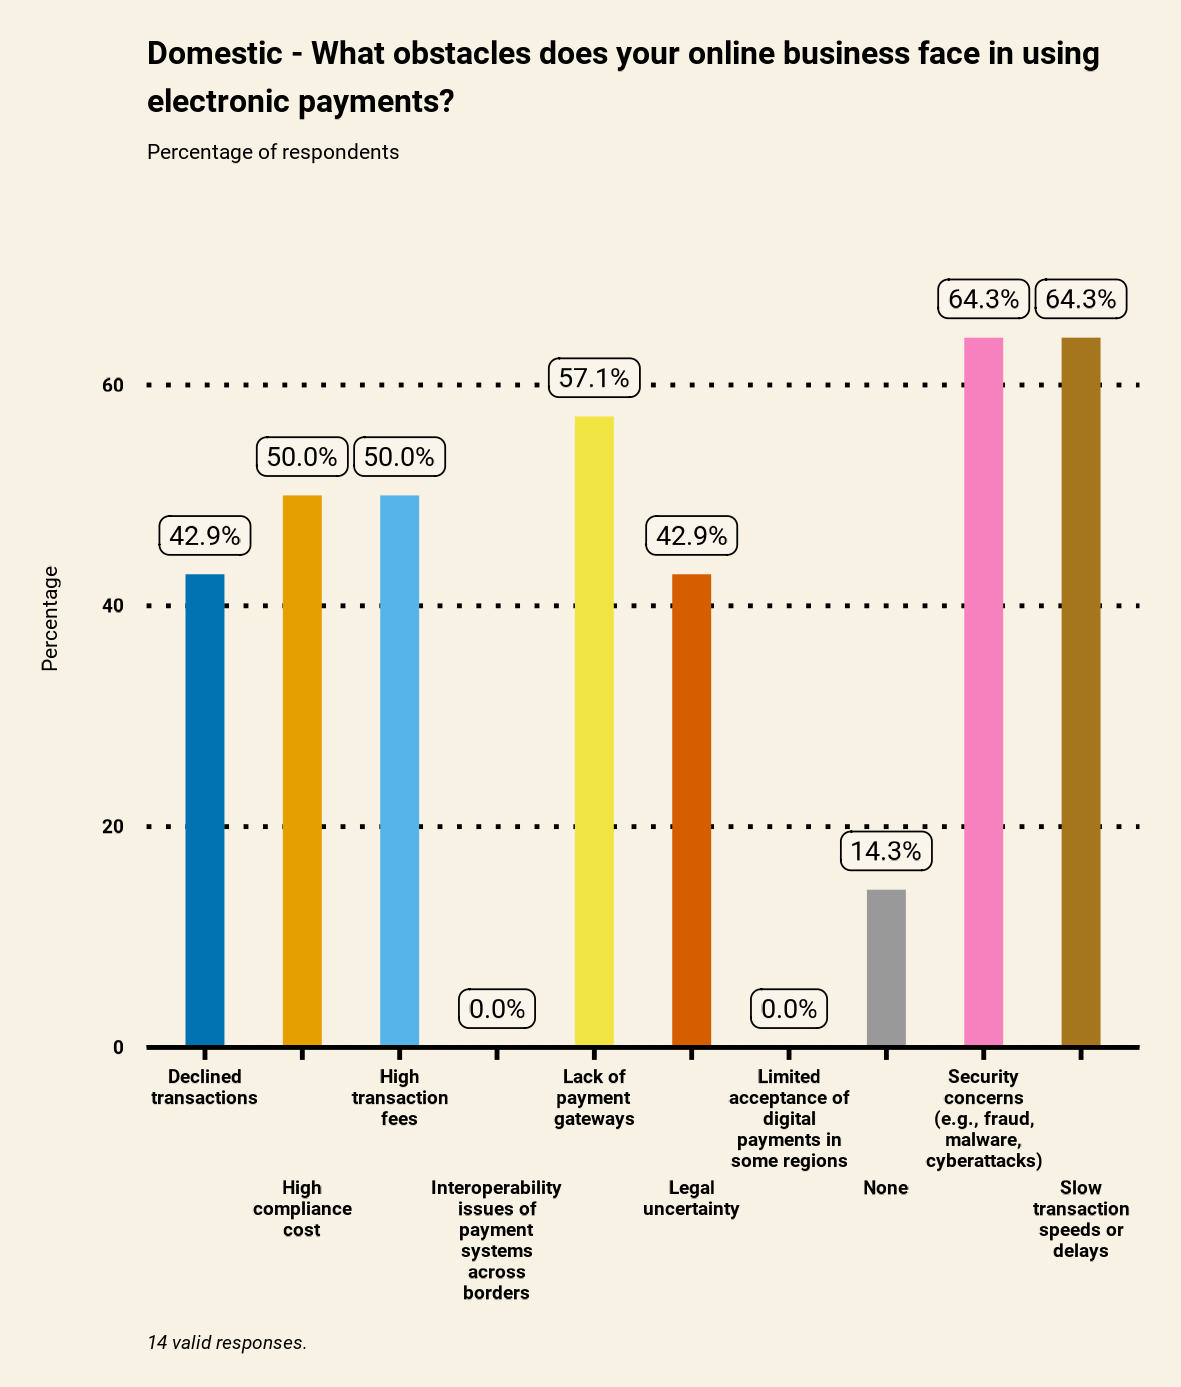 Domestic - What obstacles does your online business face in using
electronic payments?
Percentage of respondents
64.3% 64.3%
60
57.1%
50.0% 50.0%
42.9%
42.9%
Percentage
40
20
14.3%
0.0%
0.0%
0
Declined
transactions
High
compliance
cost
High
transaction
fees
Interoperability
issues of
payment
systems
across
borders
Lack of
payment
gateways
Legal
uncertainty
Limited
acceptance of
digital
payments in
some regions
None
Security
concerns
(e.g., fraud,
malware,
cyberattacks)
Slow
transaction
speeds or
delays
14 valid responses.